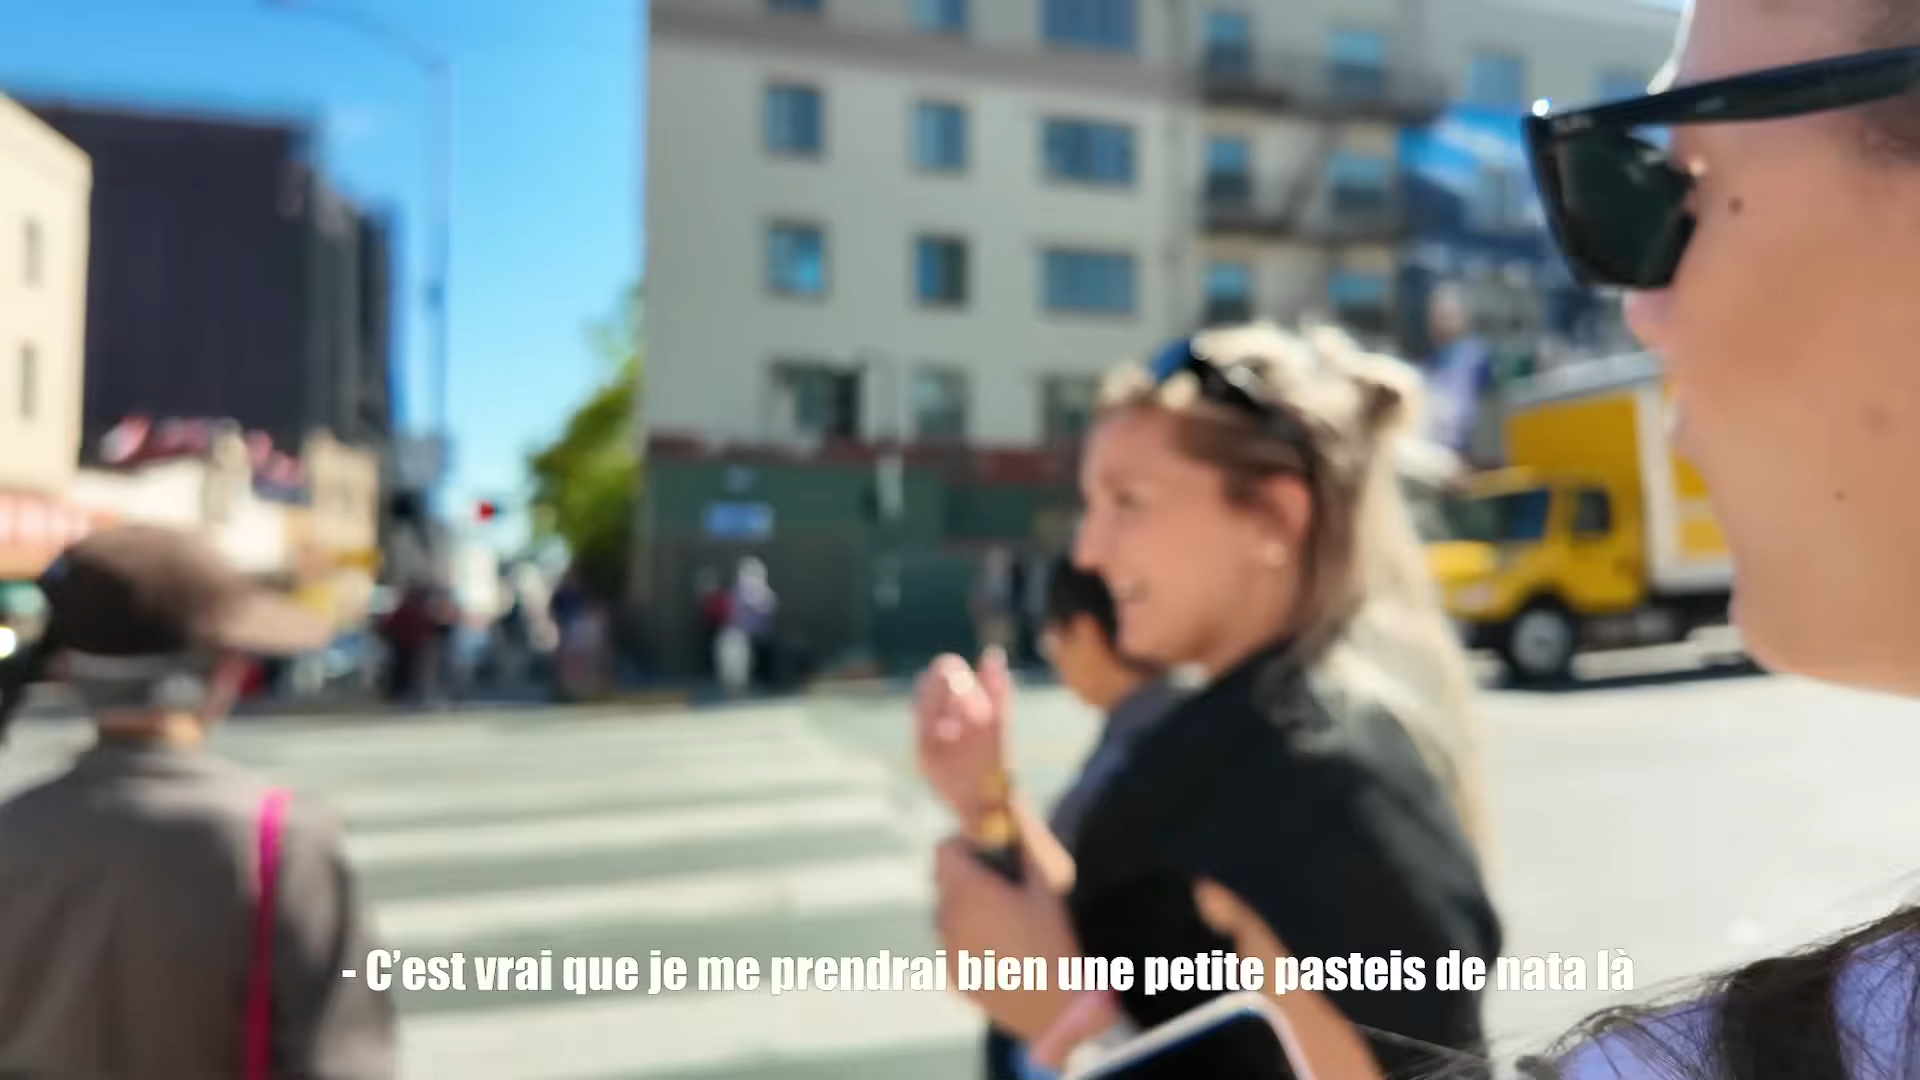 - C’est vrai que je me prendrai bien une petite pasteis de nata là